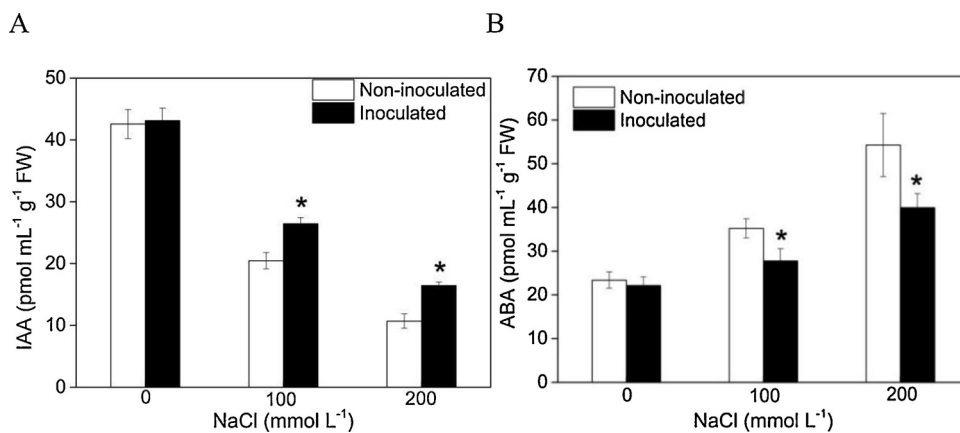 A
50
40
30
20
10
0
IAA (pmol mL⁻¹ g⁻¹ FW)
Non-inoculated
Inoculated
*
*
0
100
200
NaCl (mmol L⁻¹)
B
70
60
50
40
30
20
10
0
ABA (pmol mL⁻¹ g⁻¹ FW)
Non-inoculated
Inoculated
*
*
0
100
200
NaCl (mmol L⁻¹)